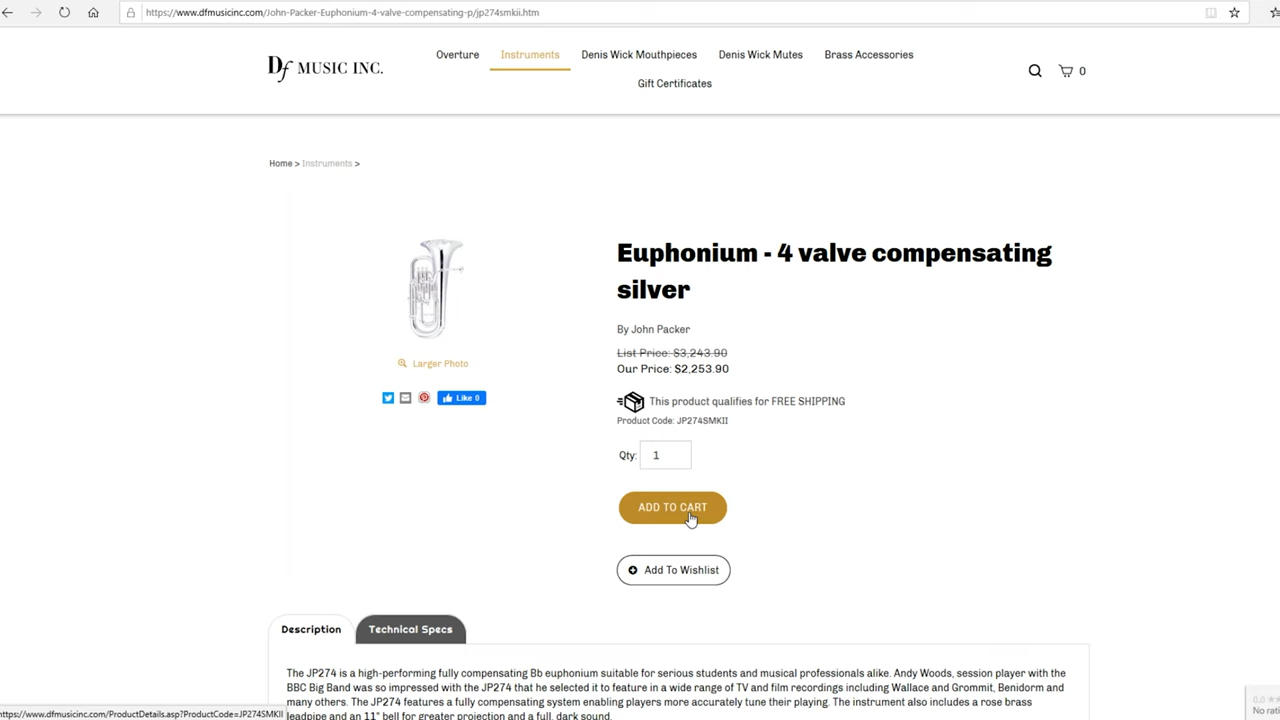 https://www.dfmusicinc.com/John-Packer-Euphonium-4-valve-compensating-p/jp274smkii.htm
Df MUSIC INC.
Overture Instruments Denis Wick Mouthpieces Denis Wick Mutes Brass Accessories
Gift Certificates
0
Home > Instruments >
Euphonium - 4 valve compensating
silver
By John Packer
List Price: $3,243.90
Our Price: $2,253.90
Larger Photo
Like 0
This product qualifies for FREE SHIPPING
Product Code: JP274SMKII
Qty: 1
ADD TO CART
Add To Wishlist
Description Technical Specs
The JP274 is a high-performing fully compensating Bb euphonium suitable for serious students and musical professionals alike. Andy Woods, session player with the
BBC Big Band was so impressed with the JP274 that he selected it to feature in a wide range of TV and film recordings including Wallace and Grommit, Benidorm and
many others. The JP274 features a fully compensating system enabling players more accurately tune their playing. The instrument also includes a rose brass
leadpipe and an 11" bell for greater projection and a full, dark sound.
0.0
No rati
https://www.dfmusicinc.com/ProductDetails.asp?ProductCode=JP274SMKII